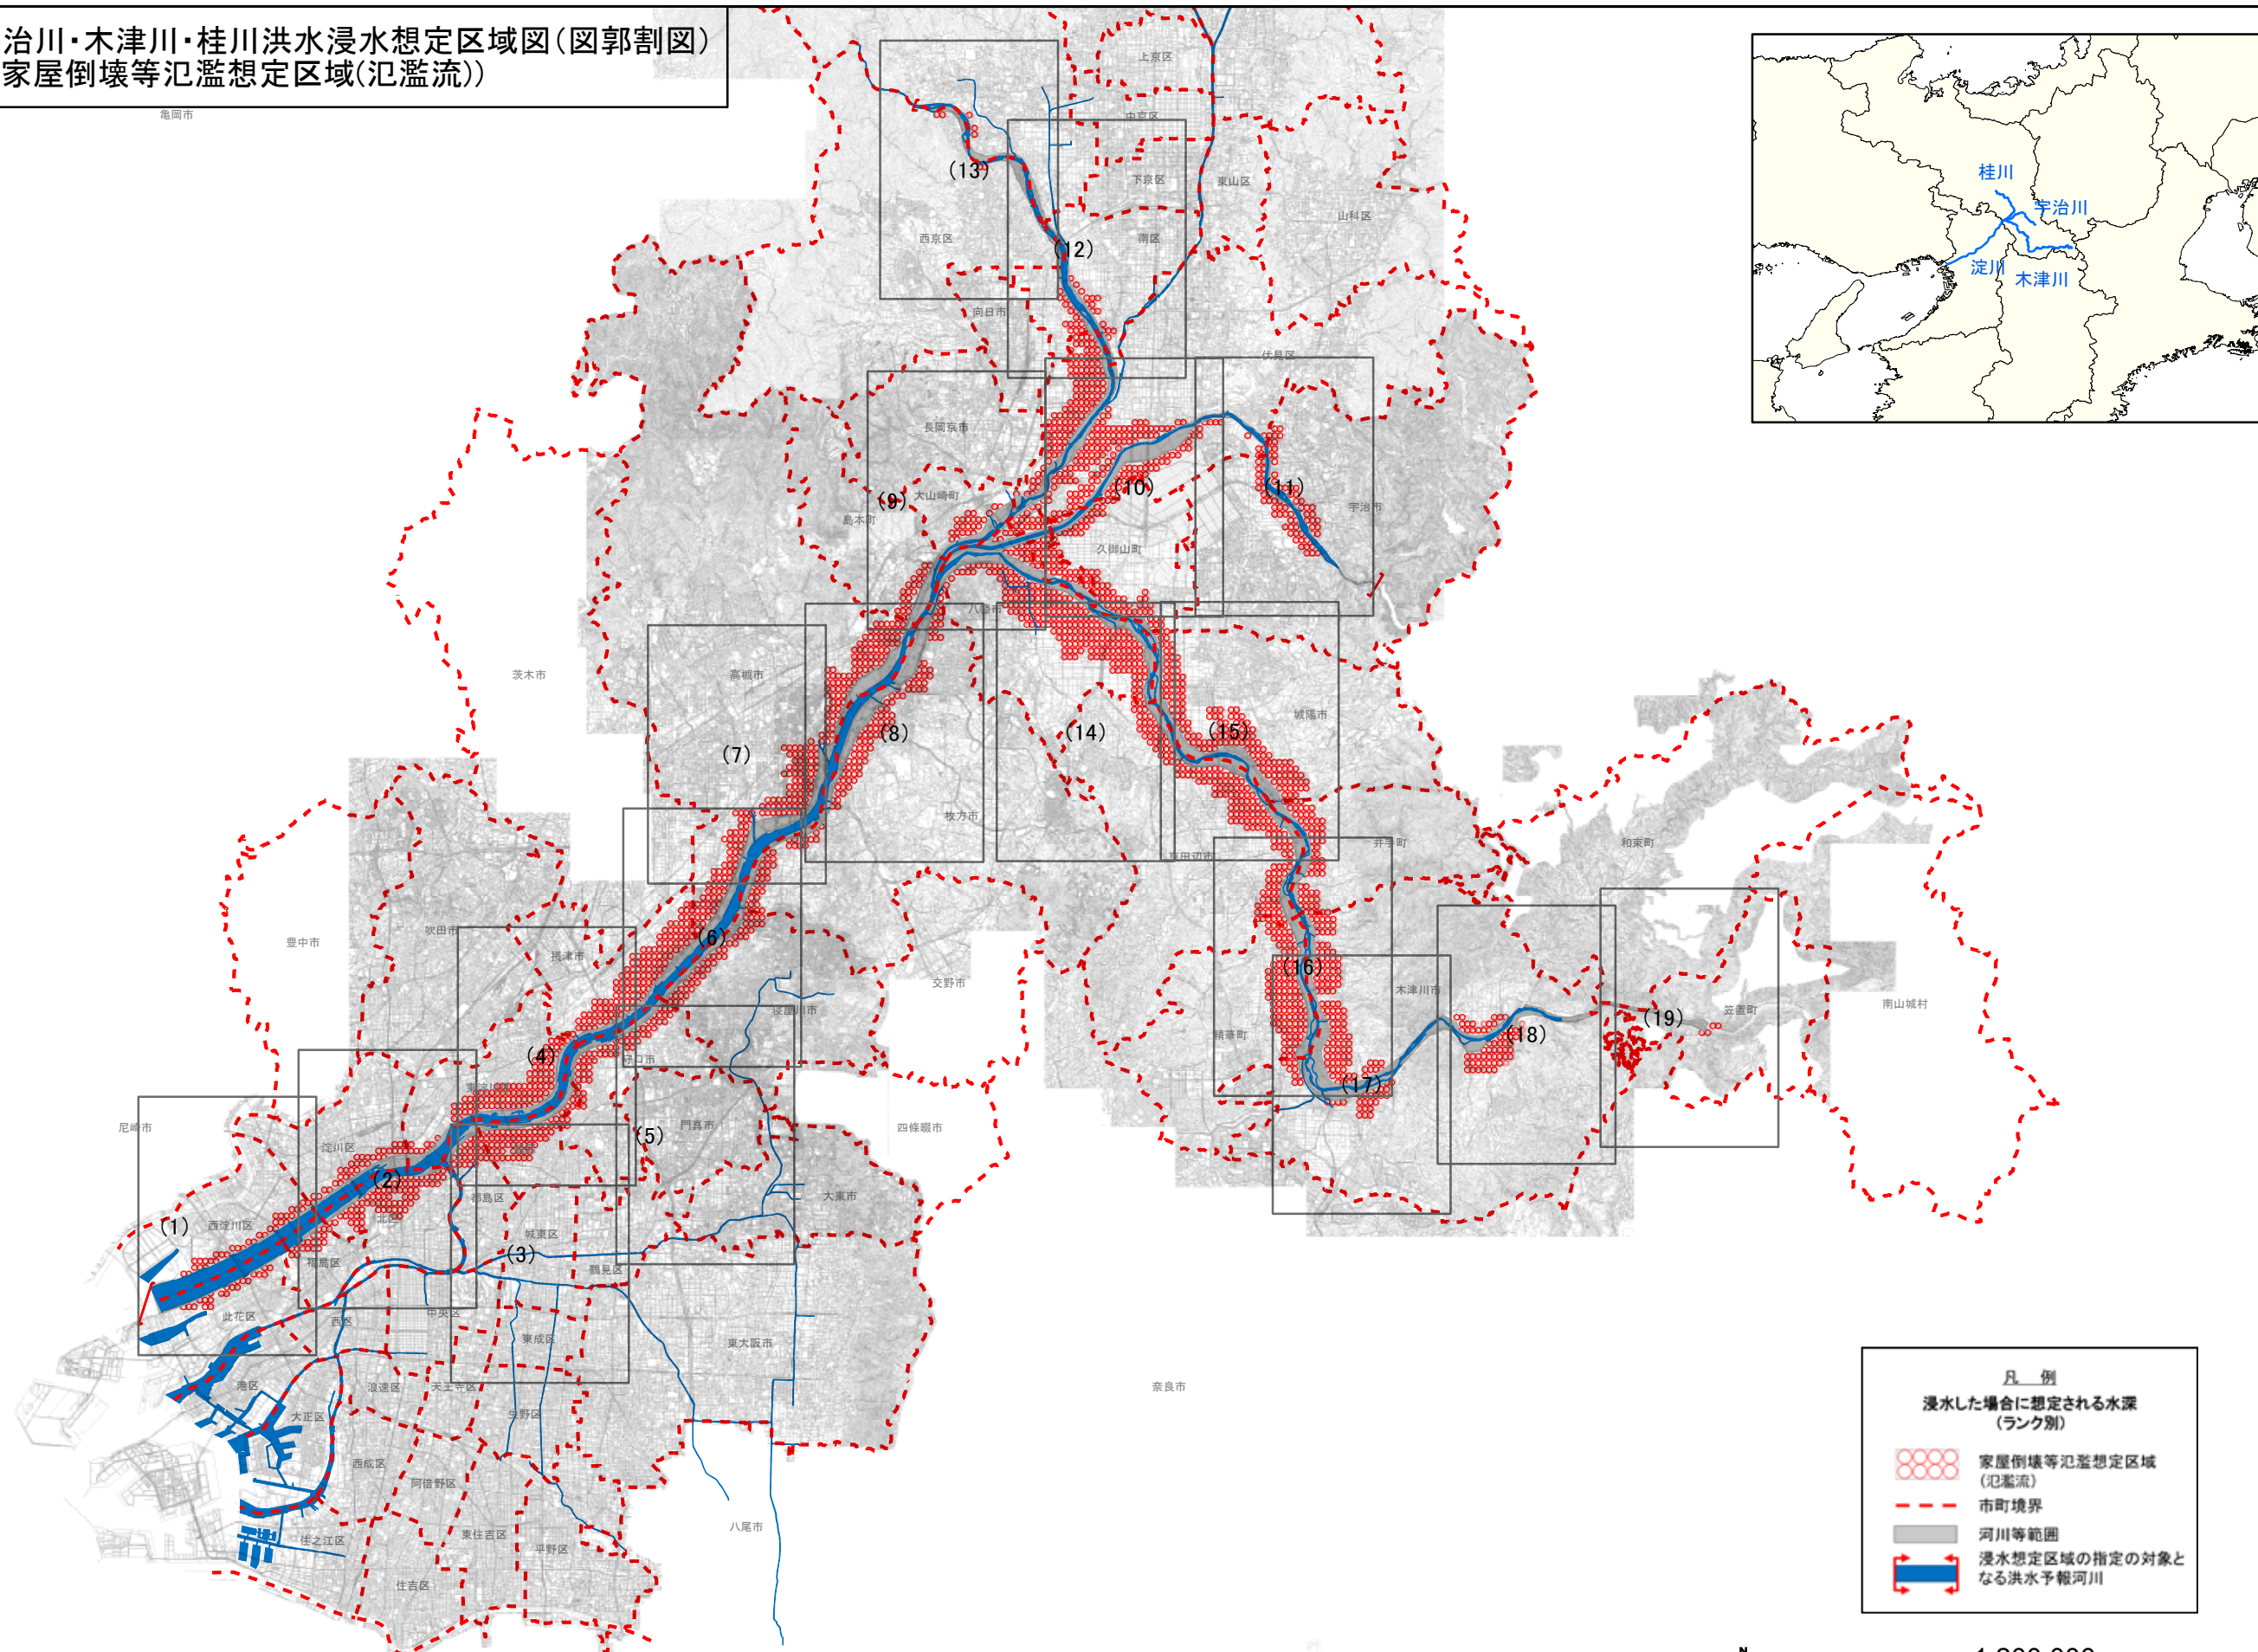 治川・木津川・桂川洪水浸水想定区域図(図郭割図)
家屋倒壊等氾濫想定区域(氾濫流))
亀岡市
上京区
中京区
(13)
下京区
東山区
山科区
西京区
(12)
南区
向日市
伏見区
長岡京市
(9)
大山崎町
(10)
(11)
島本町
宇治市
久御山町
八幡市
茨木市
高槻市
(7)
(8)
(14)
(15)
城陽市
枚方市
京田辺市
井手町
和束町
豊中市
吹田市
(6)
摂津市
交野市
(16)
木津川市
寝屋川市
精華町
(18)
(19)
笠置町
南山城村
(4)
守口市
東淀川区
(17)
尼崎市
淀川区
(5)
門真市
四條畷市
(2)
都島区
大東市
(1)
西淀川区
北区
城東区
(3)
福島区
鶴見区
此花区
西区
中央区
東成区
東大阪市
港区
浪速区
天王寺区
奈良市
大正区
生野区
西成区
阿倍野区
東住吉区
八尾市
住之江区
平野区
住吉区
桂川
宇治川
淀川
木津川
凡 例
浸水した場合に想定される水深
(ランク別)
家屋倒壊等氾濫想定区域
(氾濫流)
市町境界
河川等範囲
浸水想定区域の指定の対象と
なる洪水予報河川